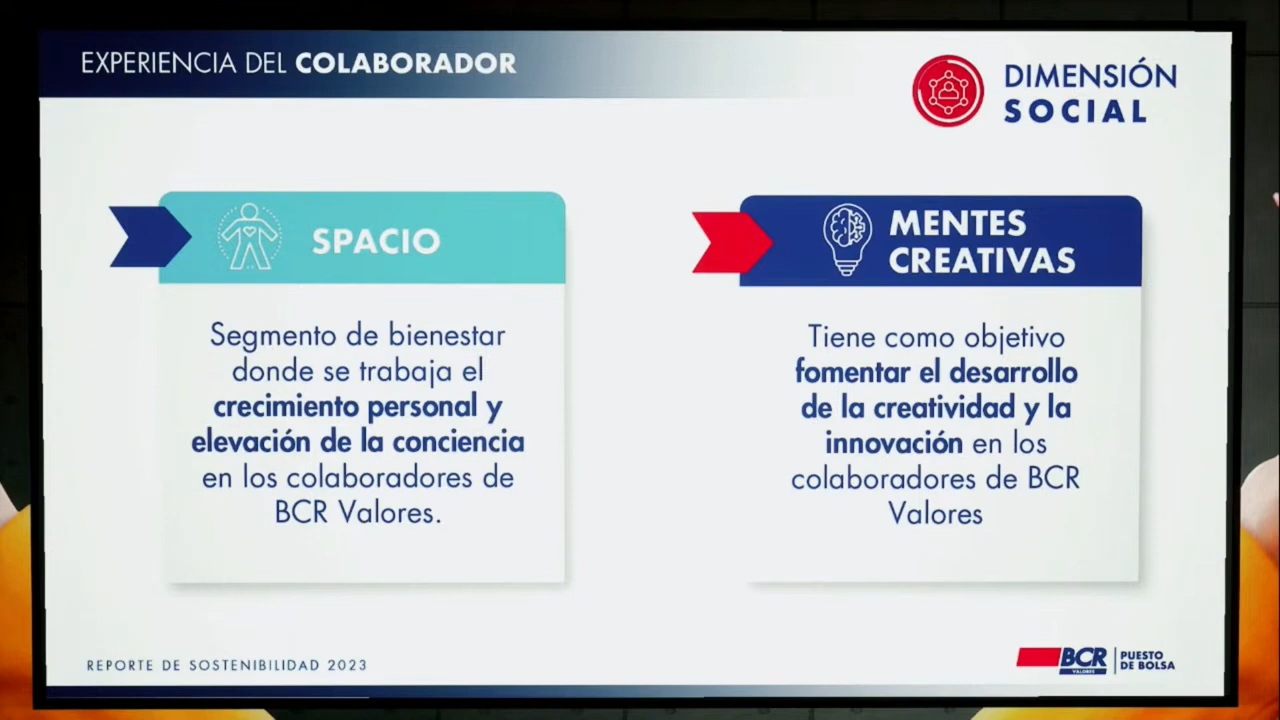 EXPERIENCIA DEL COLABORADOR
DIMENSIÓN
SOCIAL
SPACIO
Segmento de bienestar
donde se trabaja el
crecimiento personal y
elevación de la conciencia
en los colaboradores de
BCR Valores.
MENTES
CREATIVAS
Tiene como objetivo
fomentar el desarrollo
de la creatividad y la
innovación en los
colaboradores de BCR
Valores
REPORTE DE SOSTENIBILIDAD 2023
BCR
VALORES
PUESTO
DE BOLSA